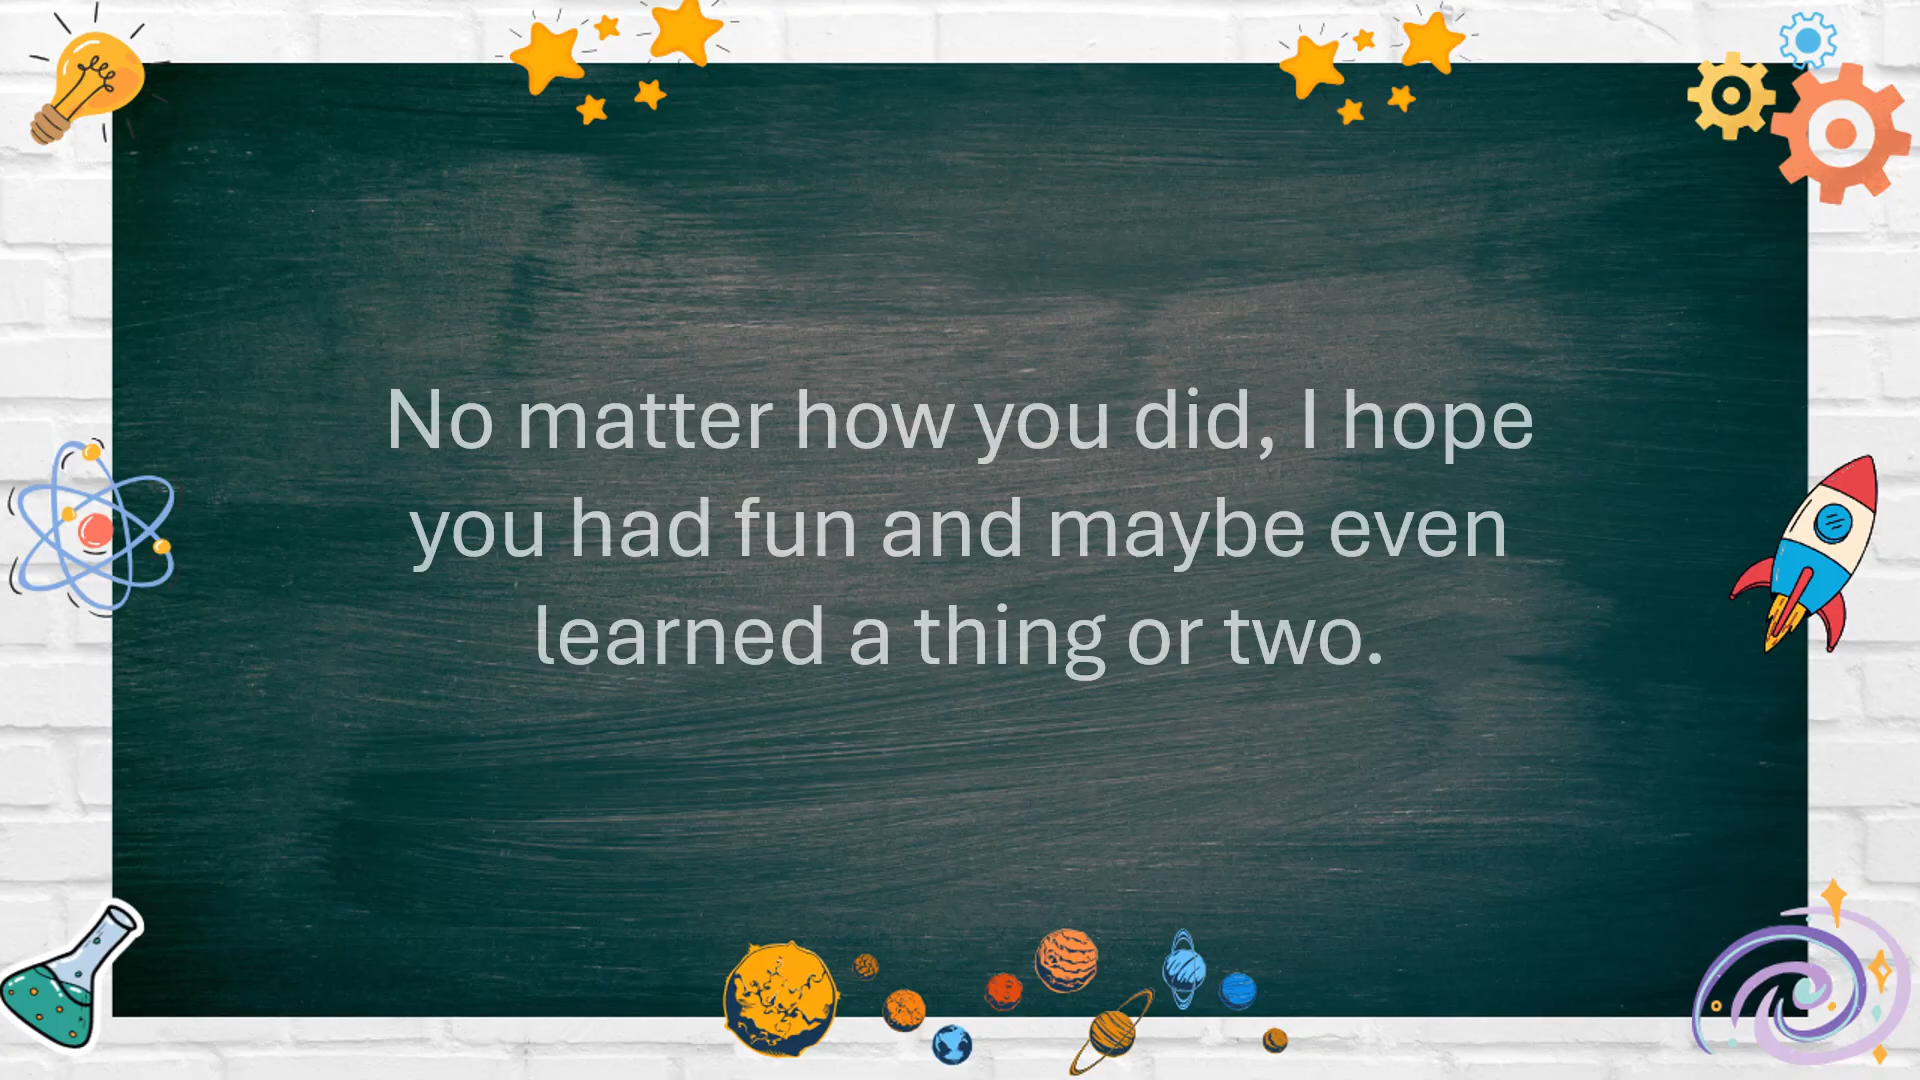 No matter how you did, I hope
you had fun and maybe even
learned a thing or two.